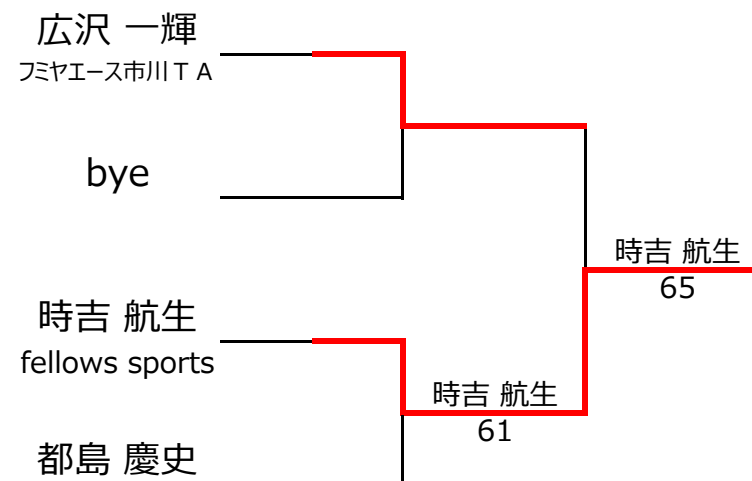 広沢 一輝
フミヤエース市川ＴＡ
bye
時吉 航生
65
時吉 航生
fellows sports
時吉 航生
61
都島 慶史